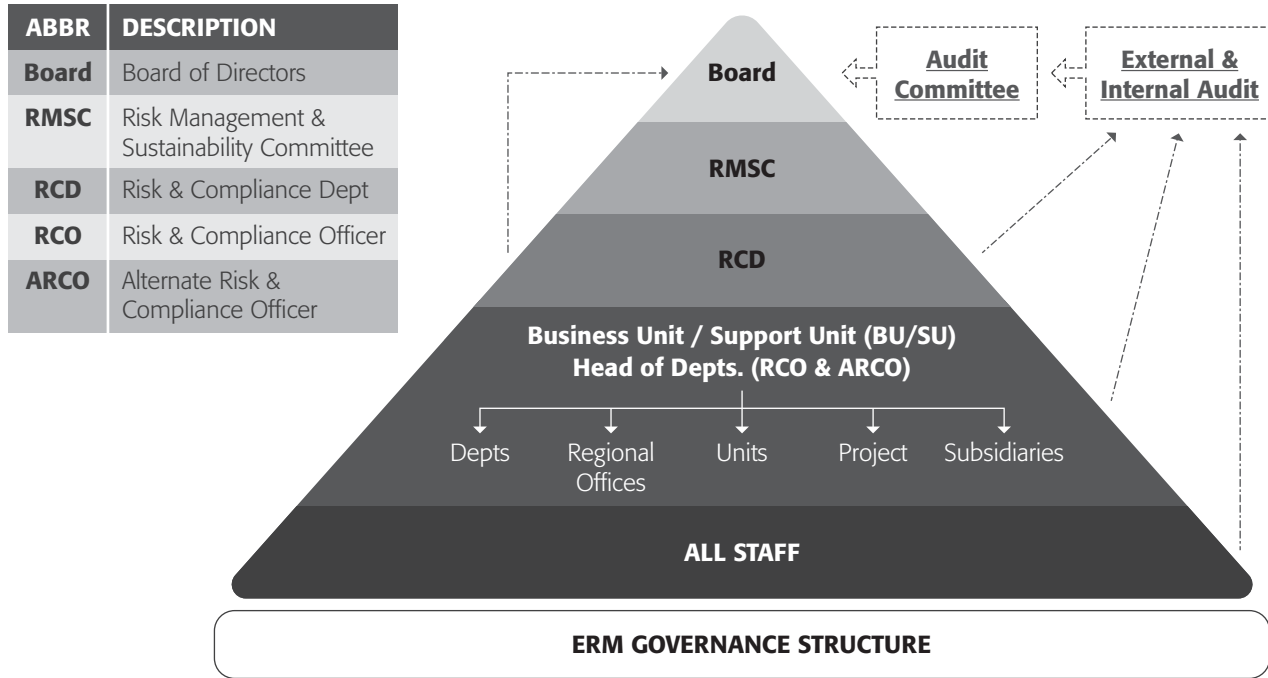 ABBR DESCRIPTION
Board Board of Directors
RMSC Risk Management &
Sustainability Committee
RCD Risk & Compliance Dept
RCO Risk & Compliance Officer
ARCO Alternate Risk &
Compliance Officer
Board
Audit
Committee
External &
Internal Audit
RMSC
RCD
Business Unit / Support Unit (BU/SU)
Head of Depts. (RCO & ARCO)
Depts
Regional
Offices
Units
Project
Subsidiaries
ALL STAFF
ERM GOVERNANCE STRUCTURE